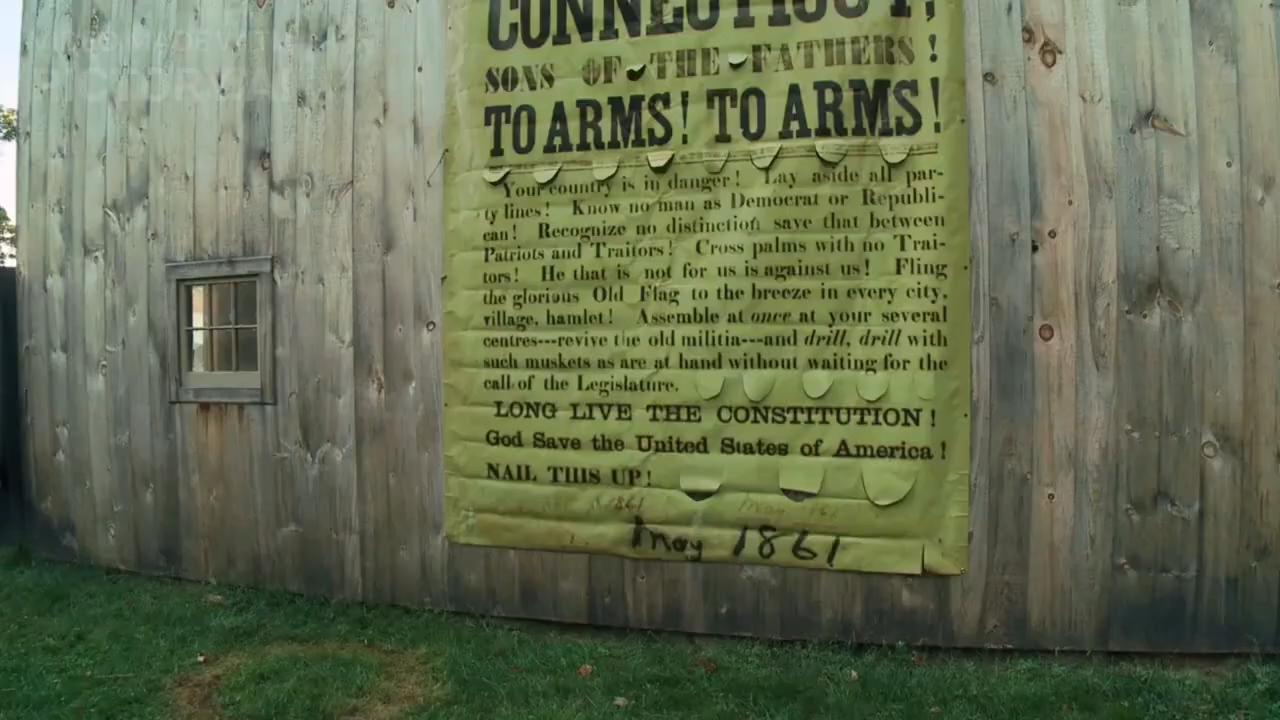 CONNECTICUT,
SONS OF THE FATHERS !
TO ARMS! TO ARMS!
Your country is in danger! Lay aside all par-
ty lines! Know no man as Democrat or Republi-
can! Recognize no distinction save that between
Patriots and Traitors! Cross palms with no Trai-
tors! He that is not for us is against us! Fling
the glorious Old Flag to the breeze in every city,
village, hamlet! Assemble at once at your several
centres---revive the old militia---and drill, drill with
such muskets as are at hand without waiting for the
call of the Legislature.
LONG LIVE THE CONSTITUTION!
God Save the United States of America!
NAIL THIS UP!
1861 May 1861
May 1861